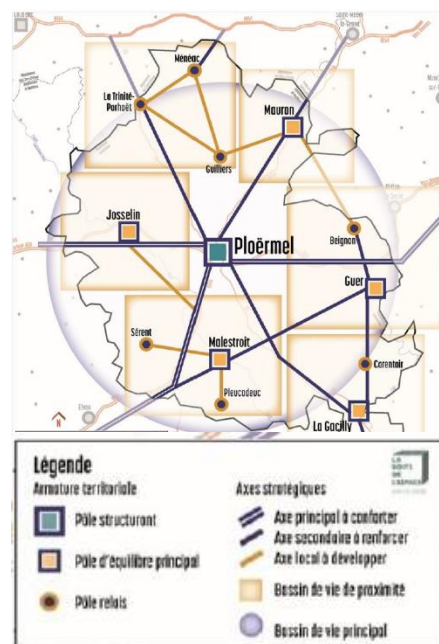 Ménéac
La Trinité-
Porhoët
Mauron
Guilliers
Josselin
Ploërmel
Beignon
Guer
Sérent
Malestroit
Carentoir
Pleucadeuc
La Gacilly
N
Légende
Armature territoriale
Pôle structurant
Pôle d'équilibre principal
Pôle relais
Axes stratégiques
Axe principal à conforter
Axe secondaire à renforcer
Axe local à développer
Bassin de vie de proximité
Bassin de vie principal